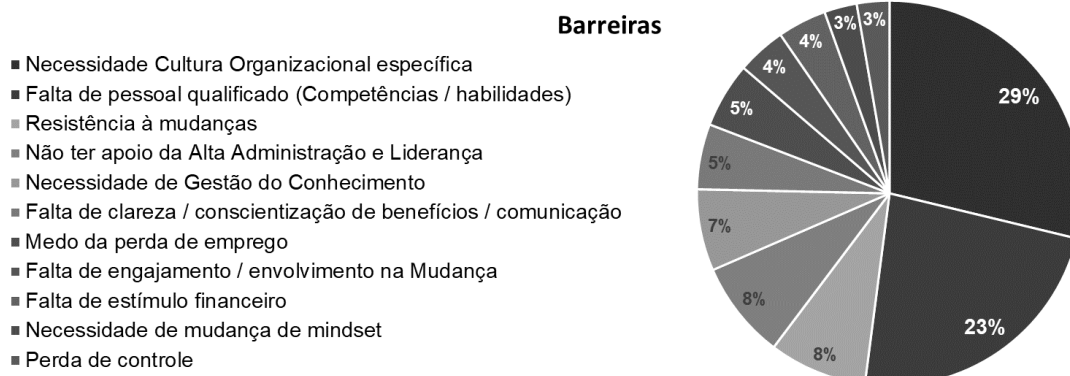 Barreiras
Necessidade Cultura Organizacional específica
Falta de pessoal qualificado (Competências / habilidades)
Resistência à mudanças
Não ter apoio da Alta Administração e Liderança
Necessidade de Gestão do Conhecimento
Falta de clareza / conscientização de benefícios / comunicação
Medo da perda de emprego
Falta de engajamento / envolvimento na Mudança
Falta de estímulo financeiro
Necessidade de mudança de mindset
Perda de controle
29%
23%
8%
8%
7%
5%
5%
4%
4%
3%
3%